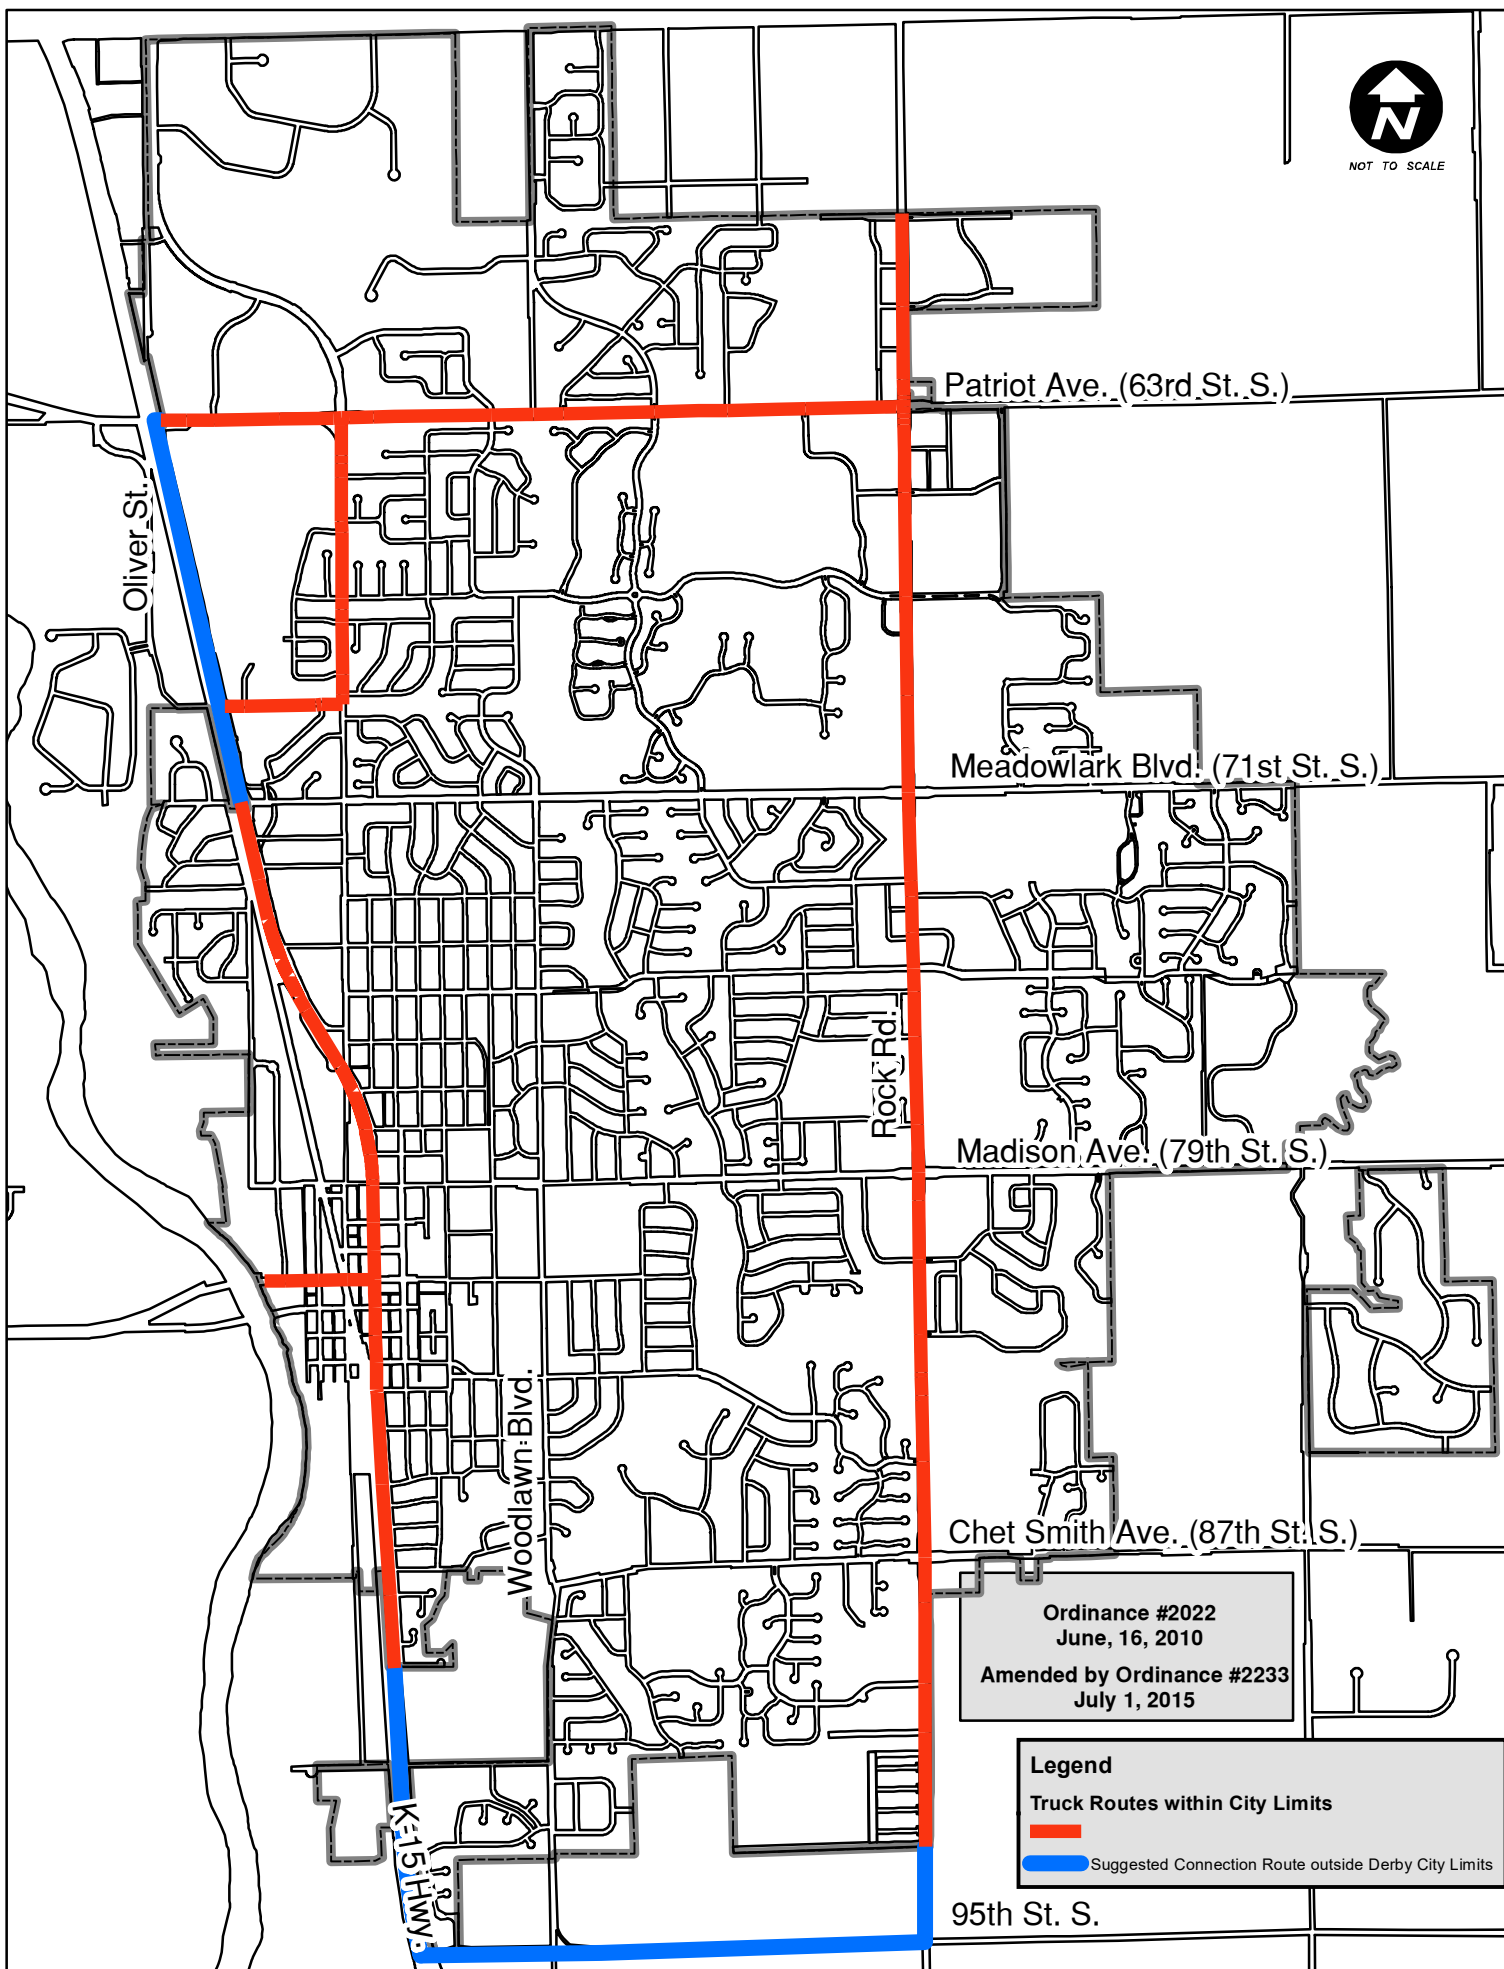 N
NOT TO SCALE
Patriot Ave. (63rd St. S.)
Oliver St.
Meadowlark Blvd. (71st St. S.)
Rock Rd.
Madison Ave. (79th St. S.)
Woodlawn Blvd.
Chet Smith Ave. (87th St. S.)
Ordinance #2022
June, 16, 2010
Amended by Ordinance #2233
July 1, 2015
Legend
Truck Routes within City Limits
Suggested Connection Route outside Derby City Limits
K-15 Hwy.
95th St. S.